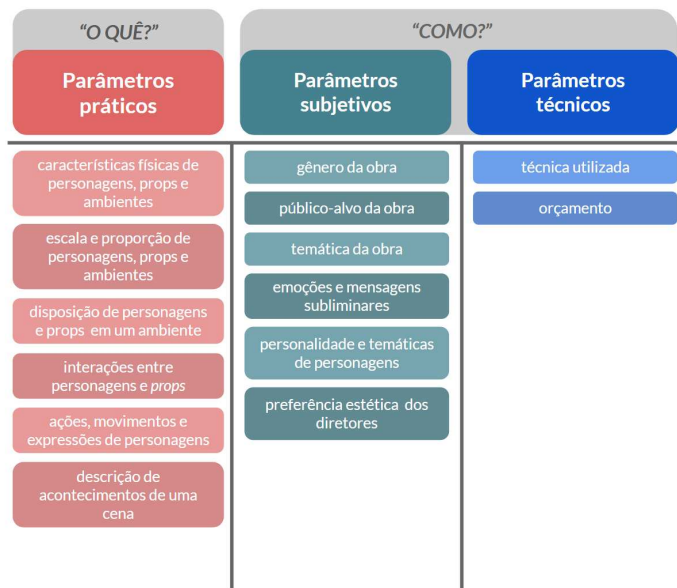 "O QUÊ?"
"COMO?"
Parâmetros
práticos
Parâmetros
subjetivos
Parâmetros
técnicos
características físicas de
personagens, props e
ambientes
escala e proporção de
personagens, props e
ambientes
disposição de personagens
e props em um ambiente
interações entre
personagens e props
ações, movimentos e
expressões de personagens
descrição de
acontecimentos de uma
cena
gênero da obra
público-alvo da obra
temática da obra
emoções e mensagens
subliminares
personalidade e temáticas
de personagens
preferência estética dos
diretores
técnica utilizada
orçamento